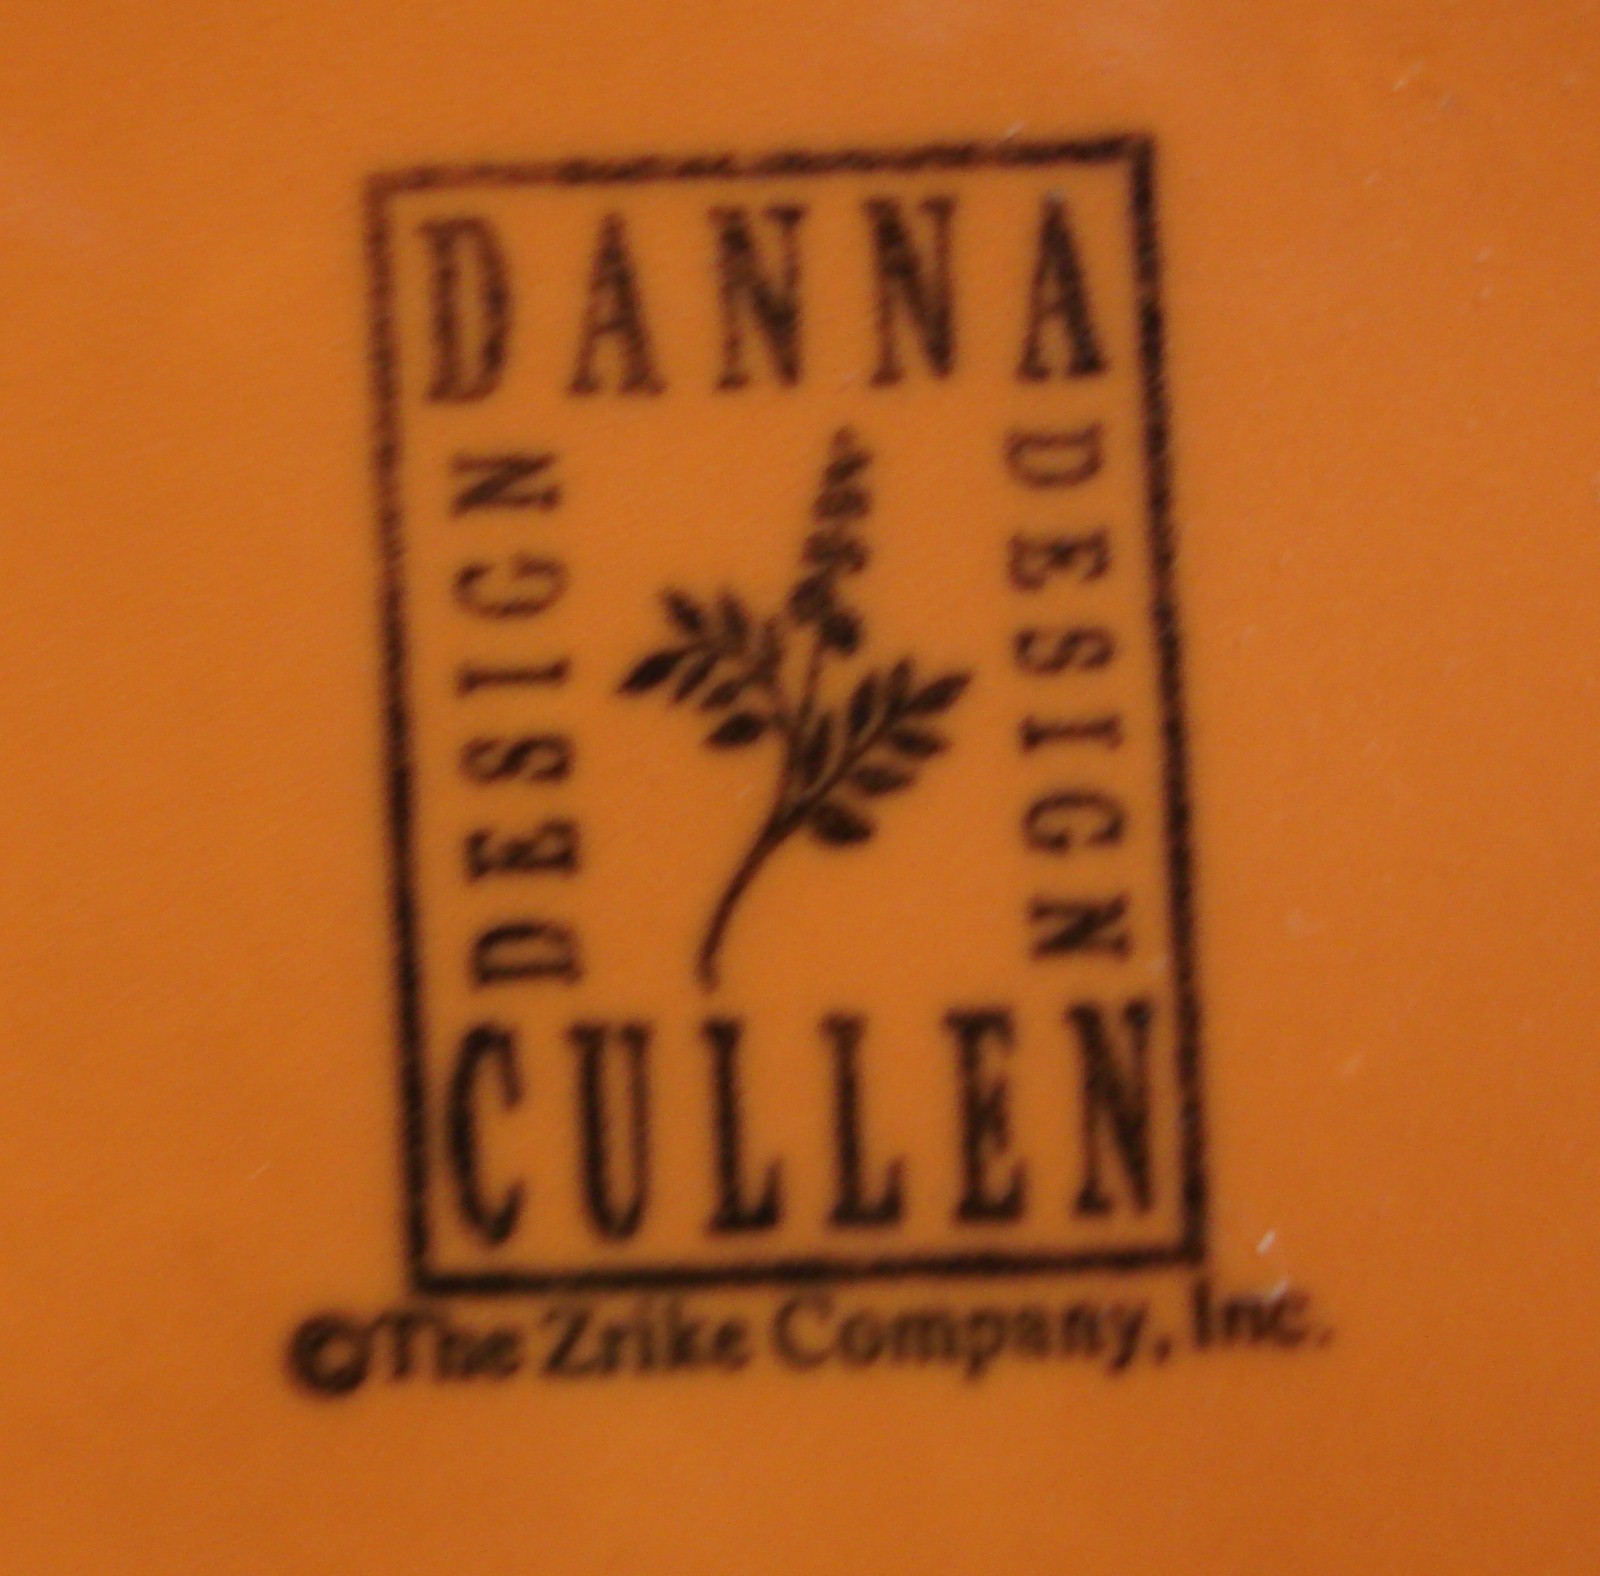 DANNA
DESIGN
DESIGN
CULLEN
©The Zrike Company, Inc.